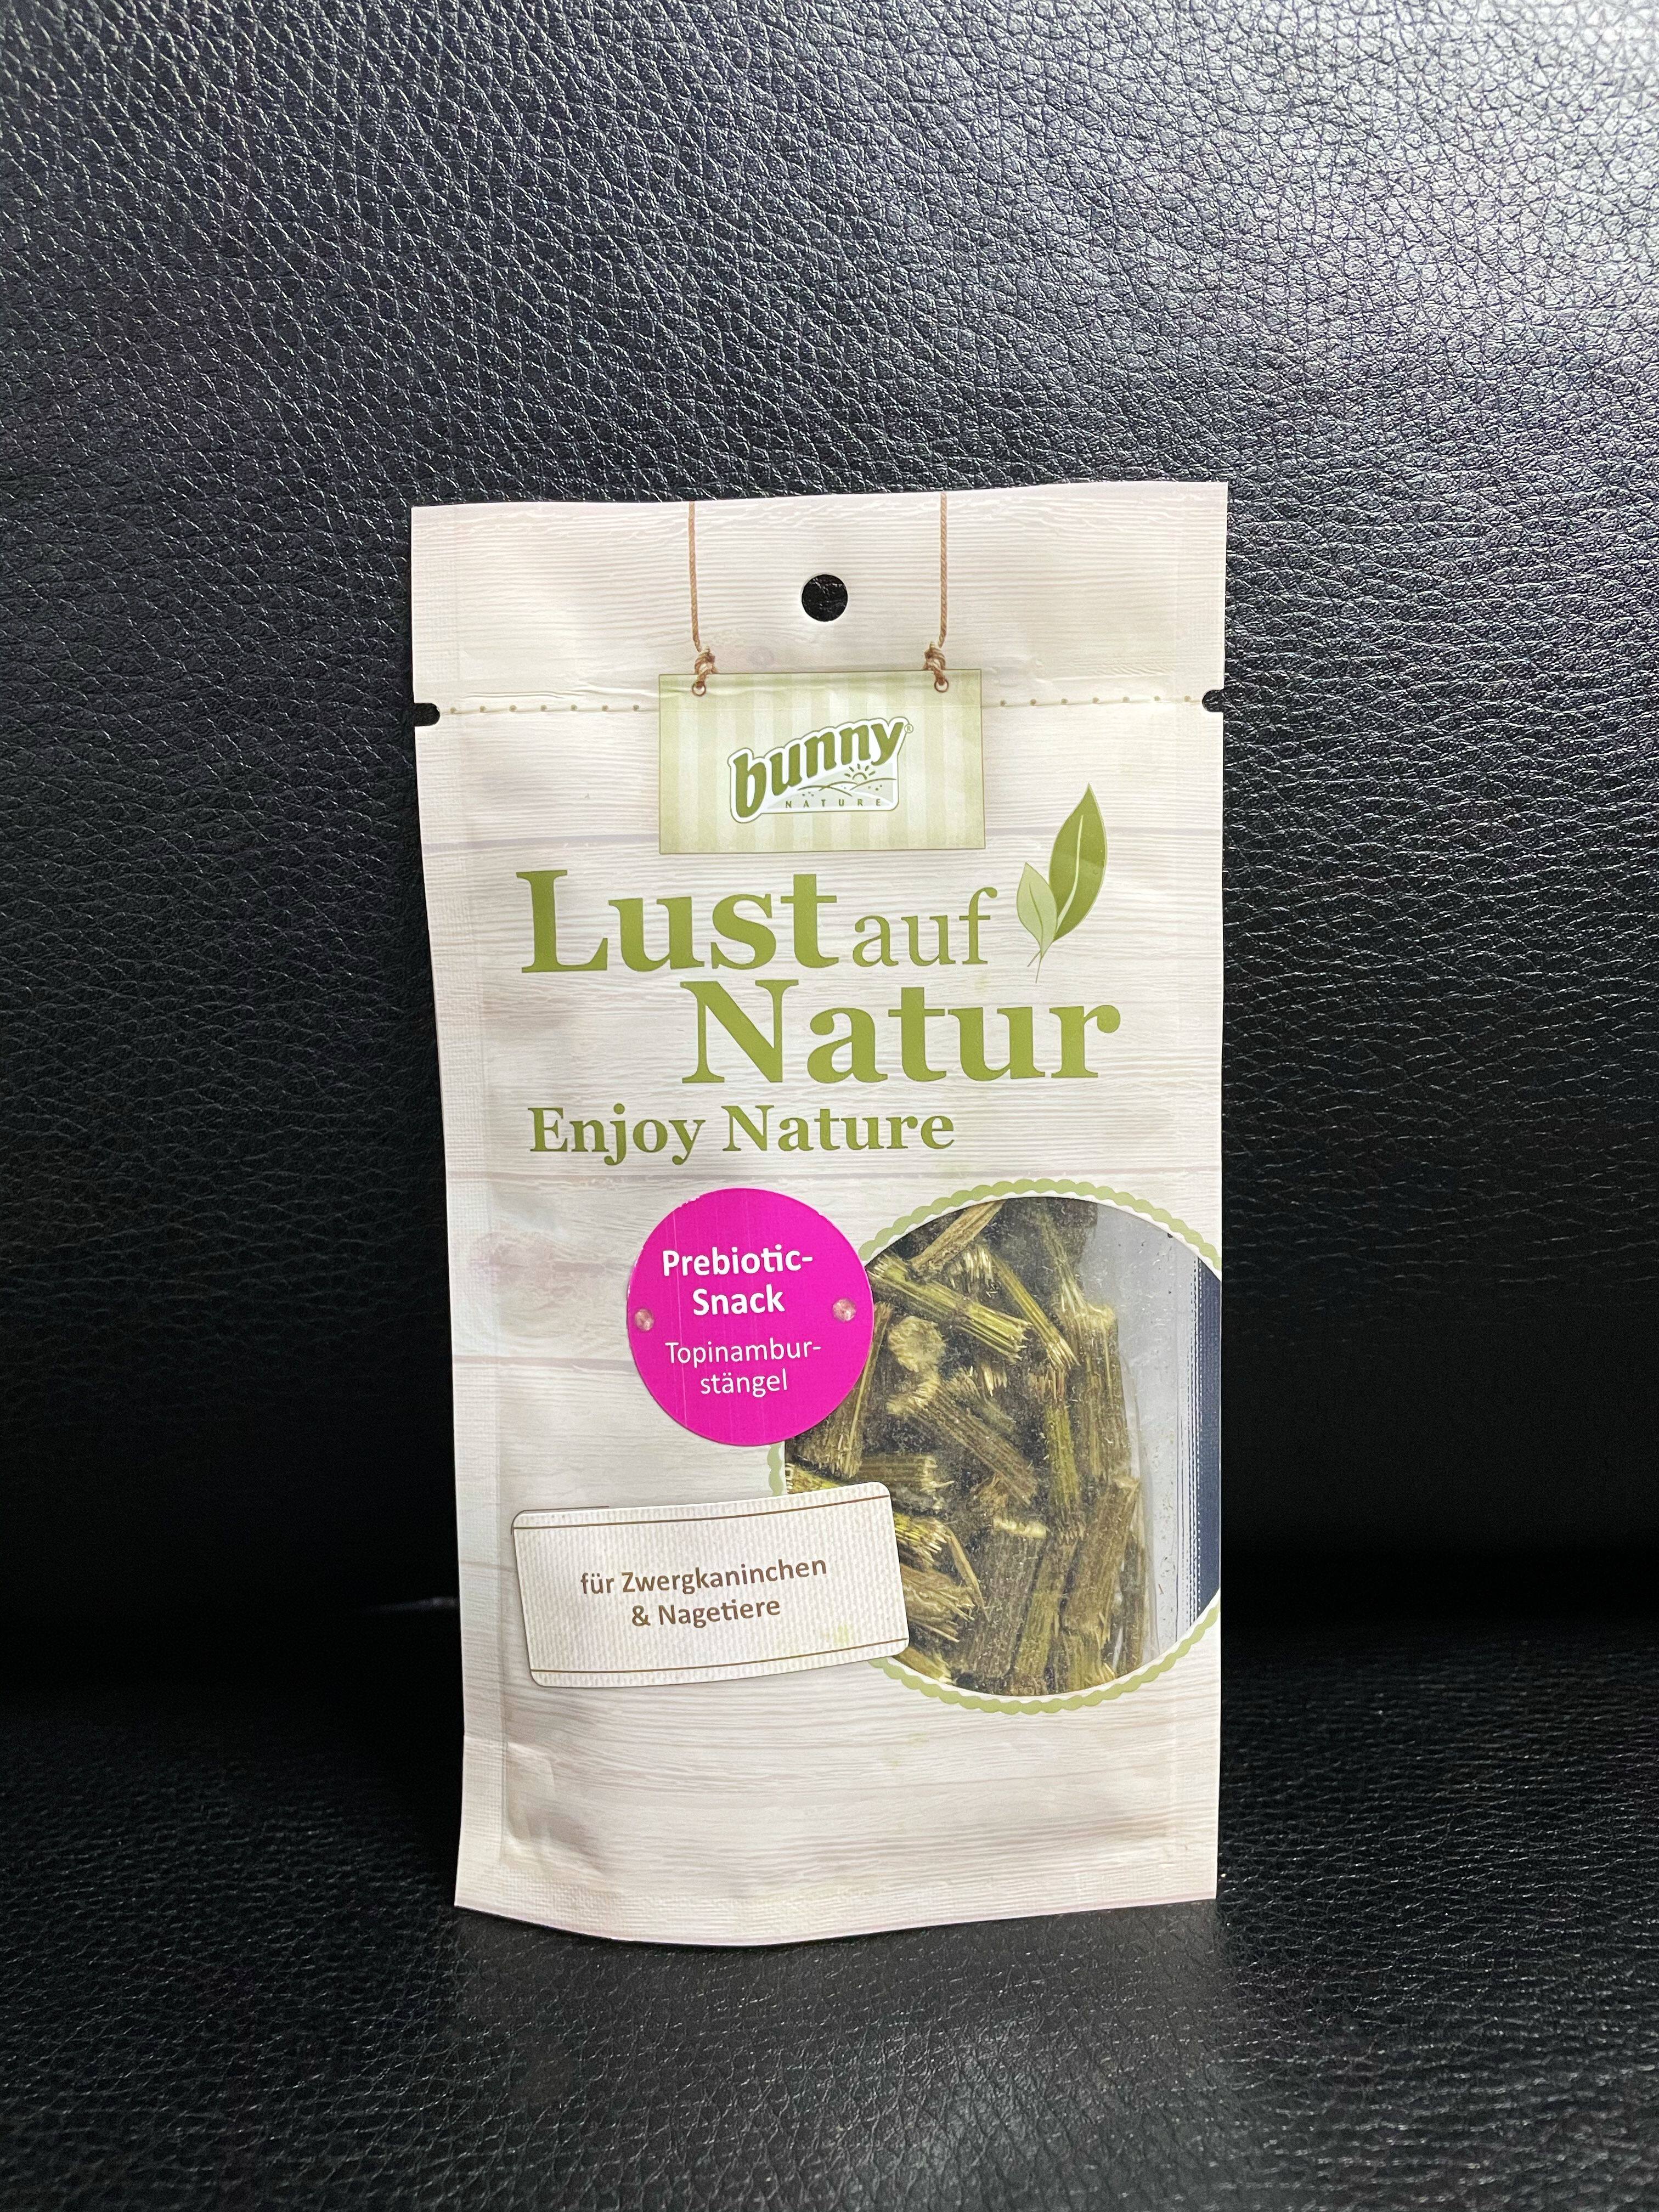 bunny®
NATURE
Lust auf
Natur
Enjoy Nature
Prebiotic-
Snack
Topinambur-
stängel
für Zwergkaninchen
& Nagetiere